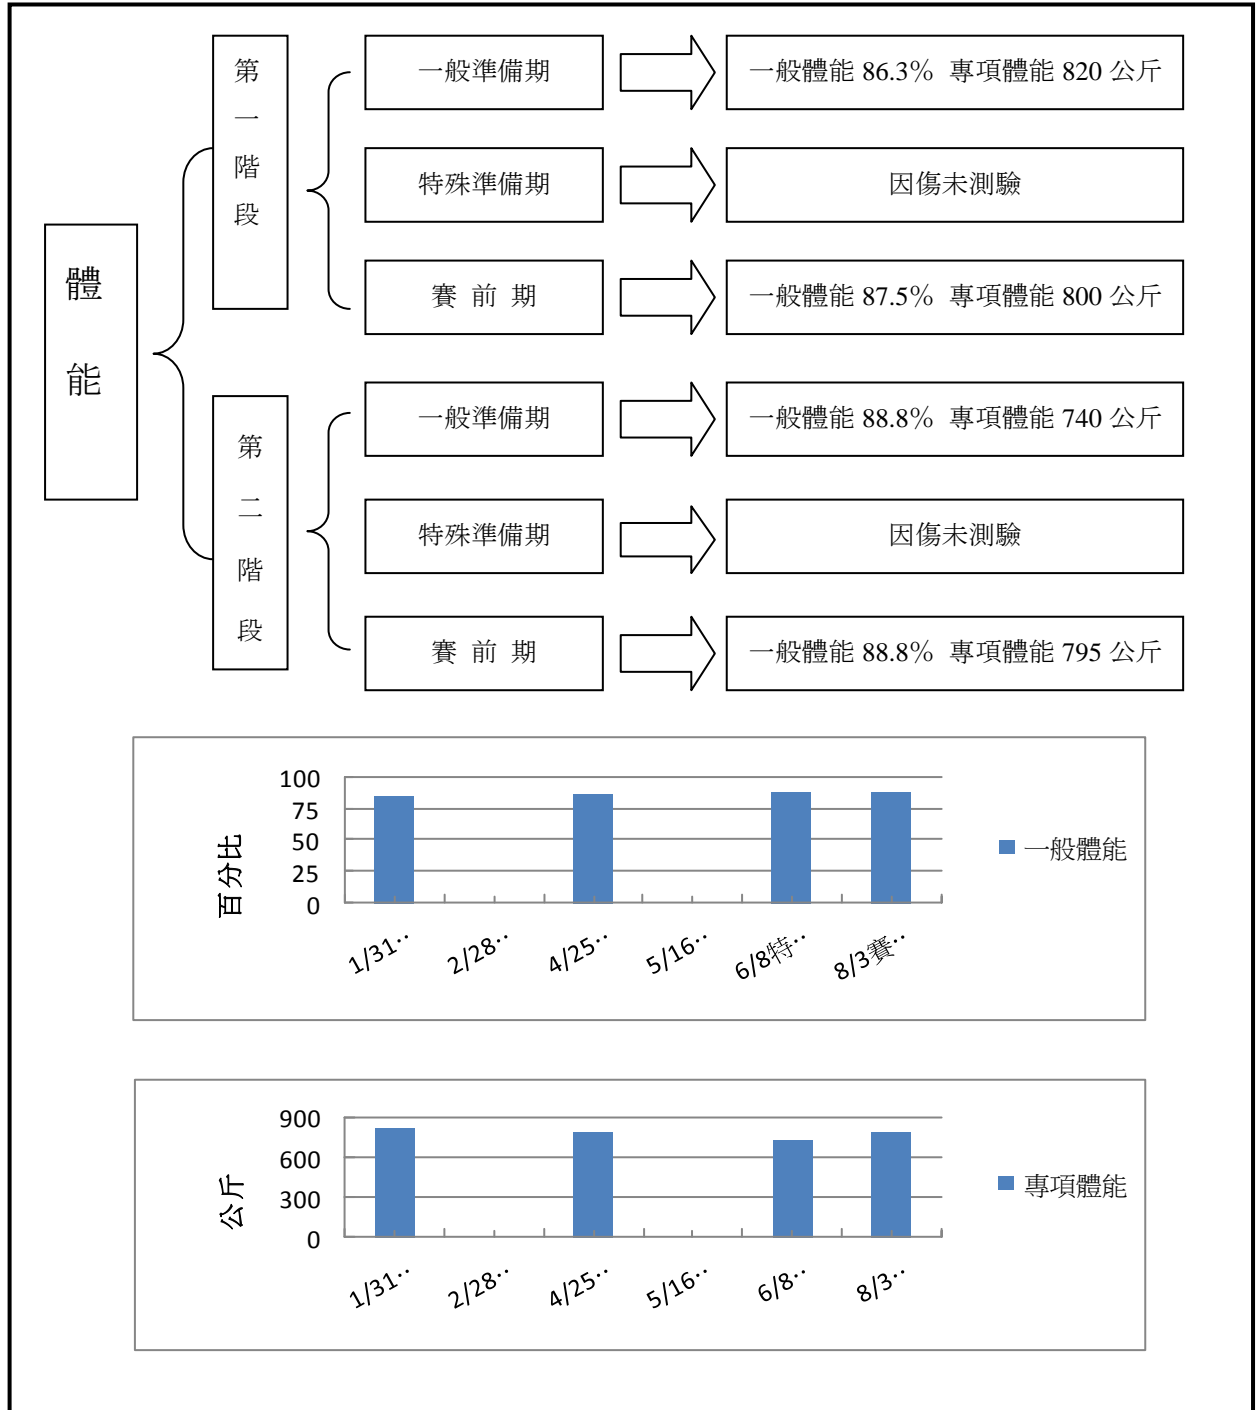 體能
第一階段
一般準備期
一般體能 86.3% 專項體能 820 公斤
特殊準備期
因傷未測驗
賽 前 期
一般體能 87.5% 專項體能 800 公斤
第二階段
一般準備期
一般體能 88.8% 專項體能 740 公斤
特殊準備期
因傷未測驗
賽 前 期
一般體能 88.8% 專項體能 795 公斤
百分比
100
75
50
25
0
1/31..
2/28..
4/25..
5/16..
6/8特..
8/3賽..
一般體能
公斤
900
600
300
0
1/31..
2/28..
4/25..
5/16..
6/8..
8/3..
專項體能